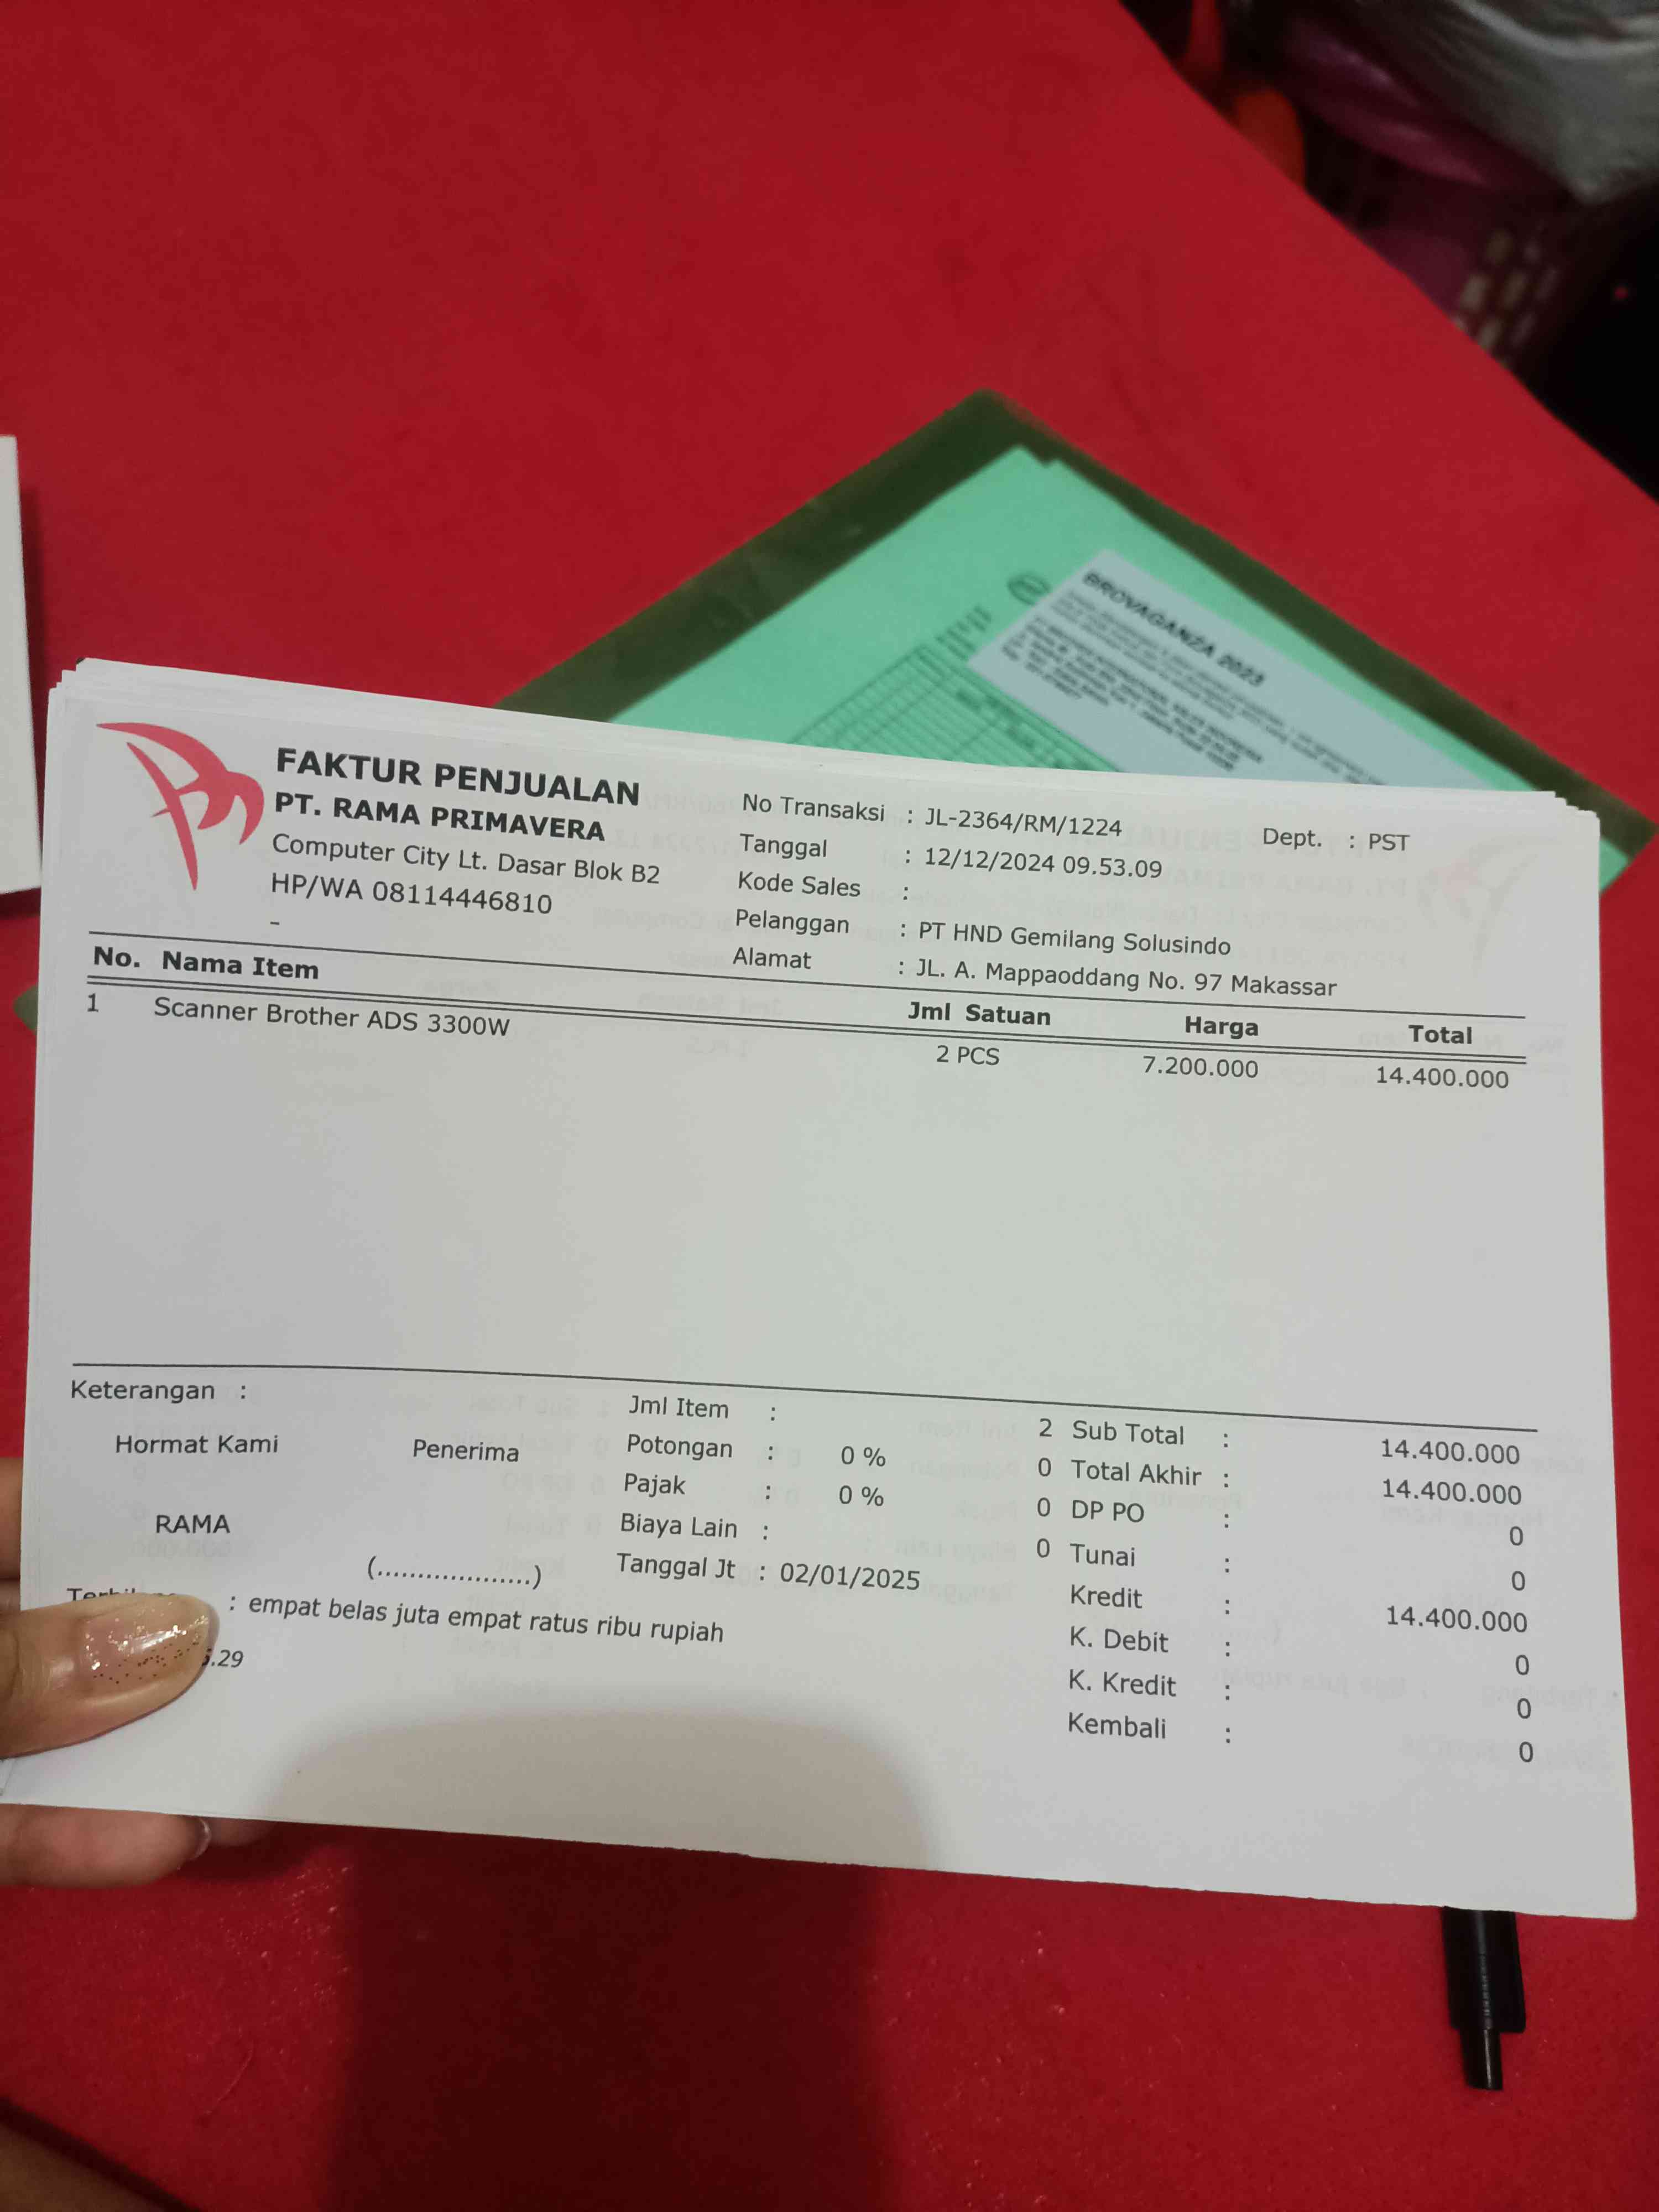 BROVAGANZA 2023
FAKTUR PENJUALAN
PT. RAMA PRIMAVERA
Computer City Lt. Dasar Blok B2
HP/WA 08114446810
-
No Transaksi : JL-2364/RM/1224
Dept. : PST
Tanggal : 12/12/2024 09.53.09
Kode Sales :
Pelanggan : PT HND Gemilang Solusindo
Alamat : JL. A. Mappaoddang No. 97 Makassar
No. Nama Item Jml Satuan Harga Total
1 Scanner Brother ADS 3300W 2 PCS 7.200.000 14.400.000
Keterangan :
Hormat Kami
Penerima
RAMA
(...................)
Jml Item : 2
Potongan : 0 % 0
Pajak : 0 % 0
Biaya Lain : 0
Tanggal Jt : 02/01/2025
Sub Total : 14.400.000
Total Akhir : 14.400.000
DP PO : 0
Tunai : 0
Kredit : 14.400.000
K. Debit : 0
K. Kredit : 0
Kembali : 0
: empat belas juta empat ratus ribu rupiah
.29